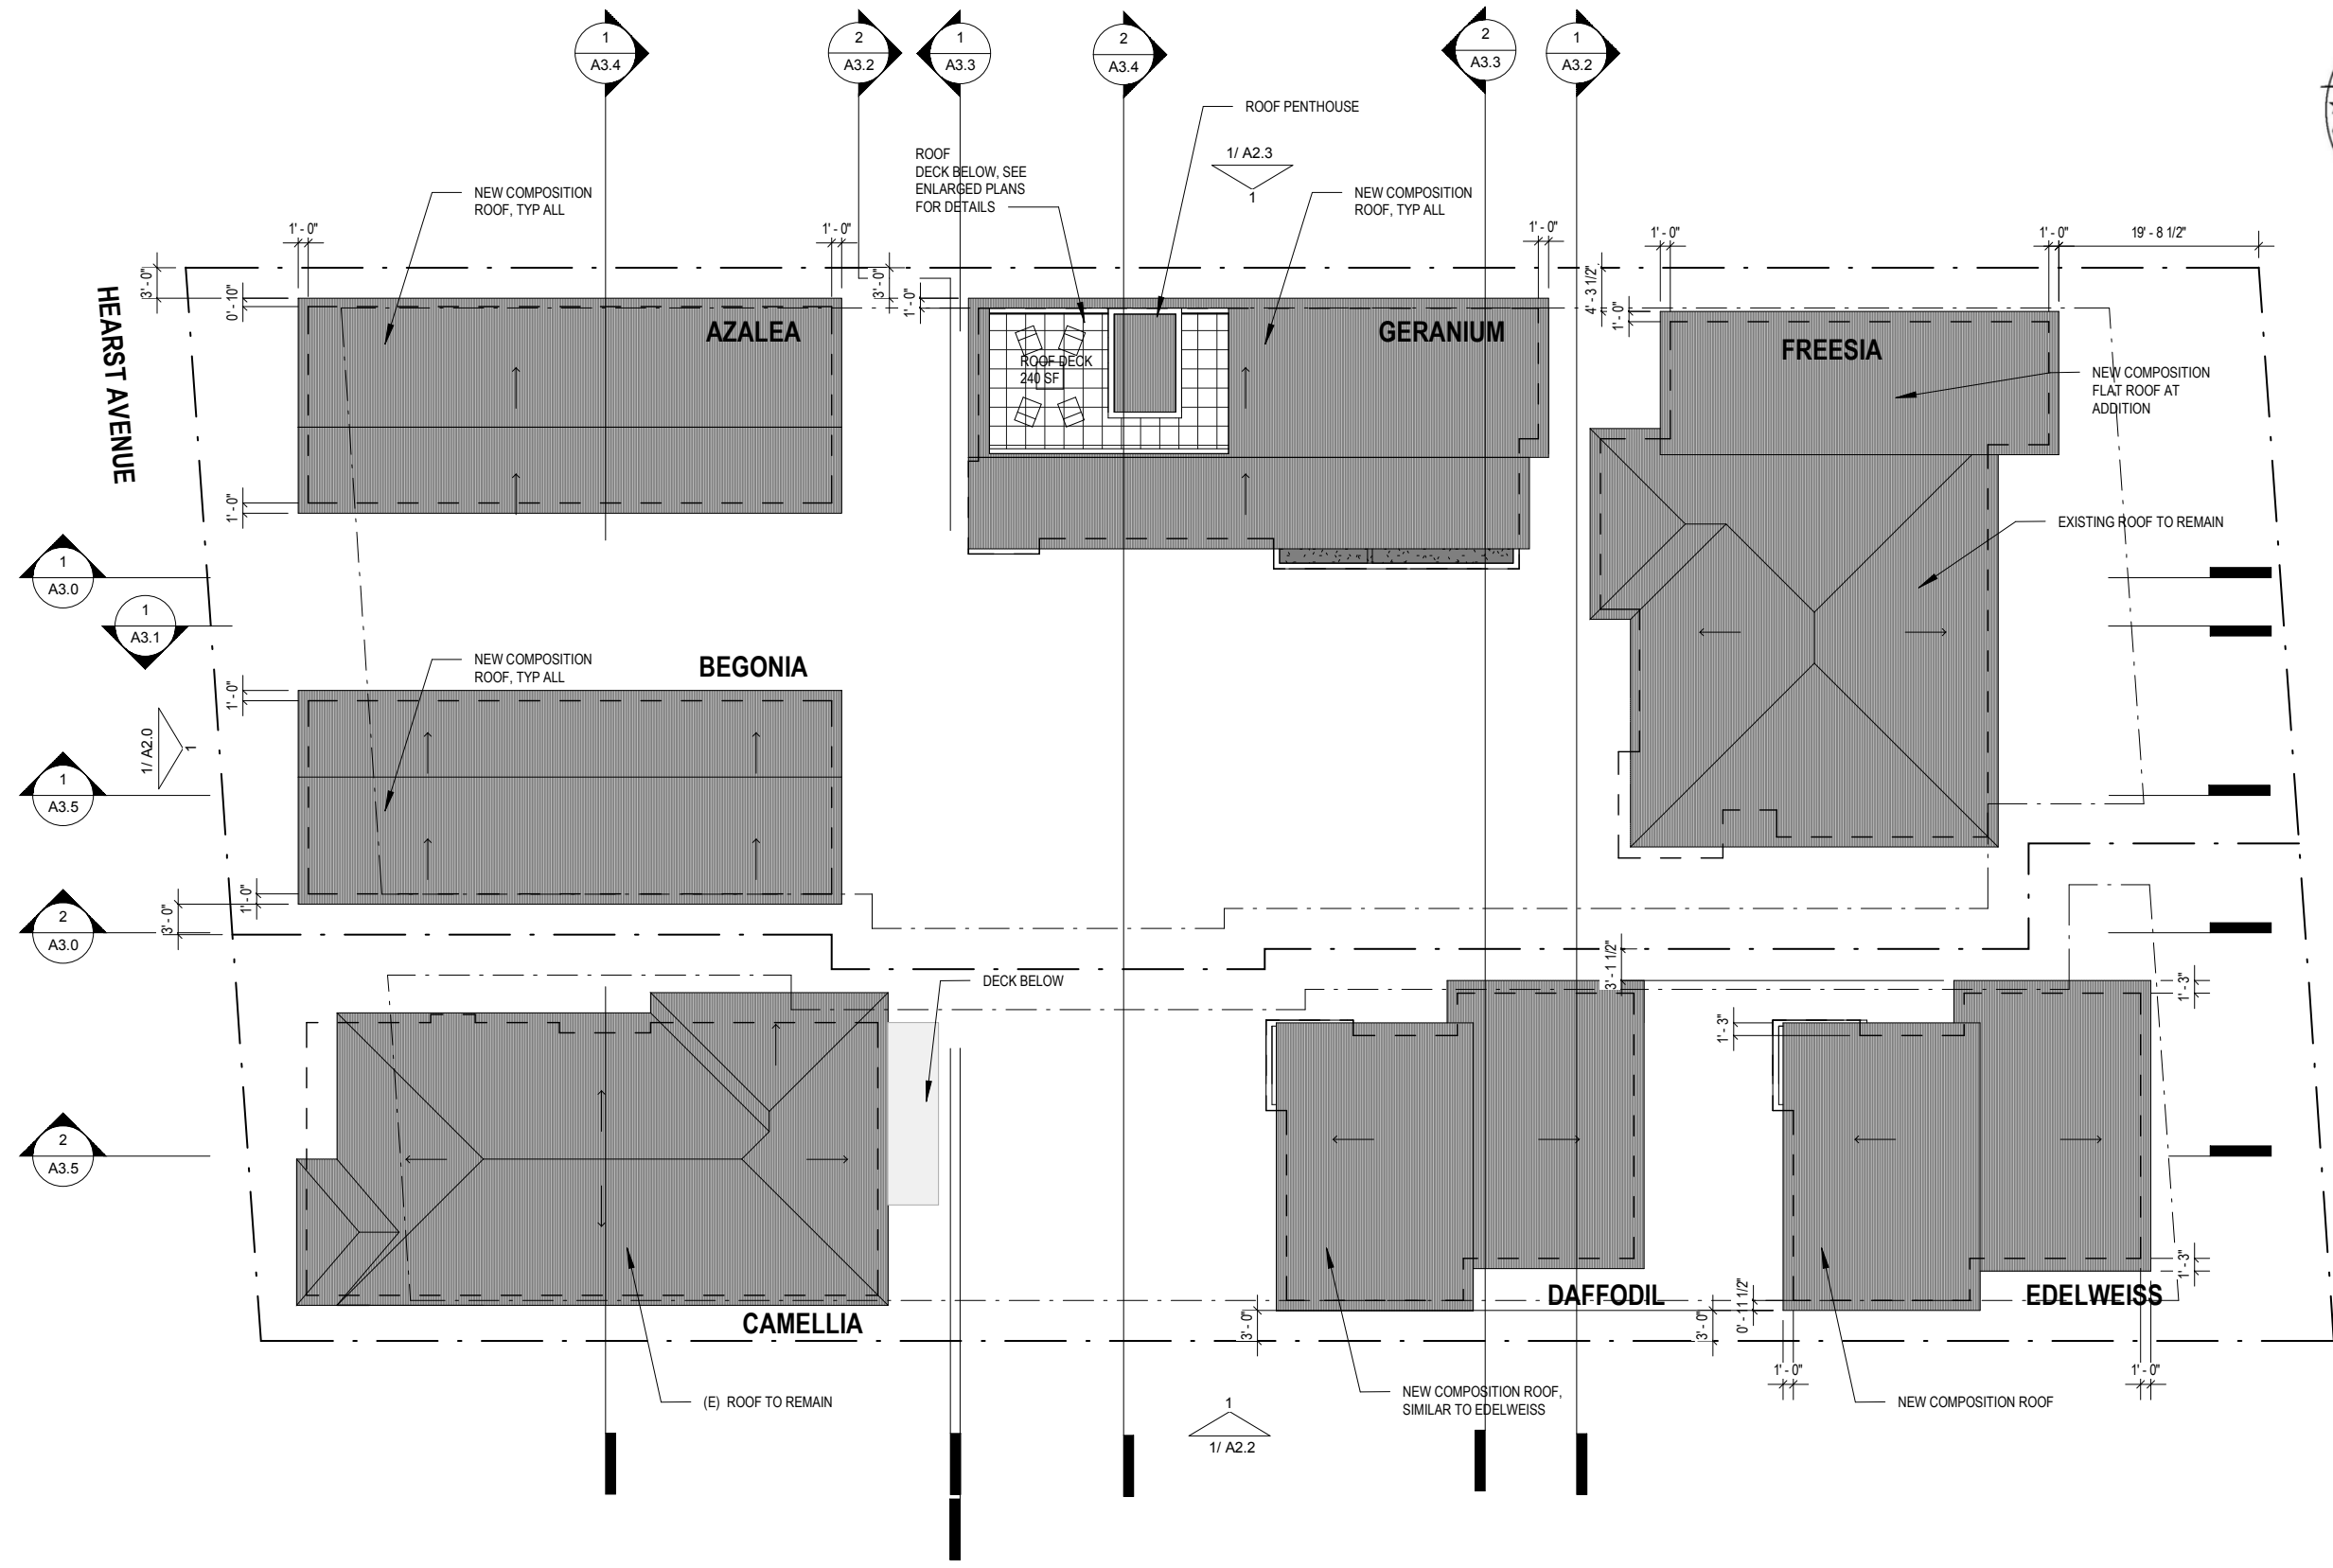 1
A3.4
2
A3.2
1
A3.3
2
A3.4
2
A3.3
1
A3.2
ROOF PENTHOUSE
ROOF
DECK BELOW, SEE
ENLARGED PLANS
FOR DETAILS
1/ A2.3
1
NEW COMPOSITION
ROOF, TYP ALL
NEW COMPOSITION
ROOF, TYP ALL
1' - 0"
1' - 0"
1' - 0"
1' - 0"
1' - 0"
19' - 8 1/2"
3' - 0"
0' - 10"
3' - 0"
1' - 0"
4' - 3 1/2"
1' - 0"
HEARST AVENUE
AZALEA
GERANIUM
FREESIA
ROOF DECK
240 SF
NEW COMPOSITION
FLAT ROOF AT
ADDITION
1' - 0"
EXISTING ROOF TO REMAIN
1
A3.0
1
A3.1
NEW COMPOSITION
ROOF, TYP ALL
BEGONIA
1' - 0"
1/ A2.0
1
1
A3.5
1' - 0"
3' - 0"
2
A3.0
DECK BELOW
3' - 1 1/2"
1' - 3"
1' - 3"
2
A3.5
1' - 3"
CAMELLIA
DAFFODIL
EDELWEISS
3' - 0"
3' - 0"
0' - 11 1/2"
1' - 0"
1' - 0"
(E) ROOF TO REMAIN
1
1/ A2.2
NEW COMPOSITION ROOF,
SIMILAR TO EDELWEISS
NEW COMPOSITION ROOF